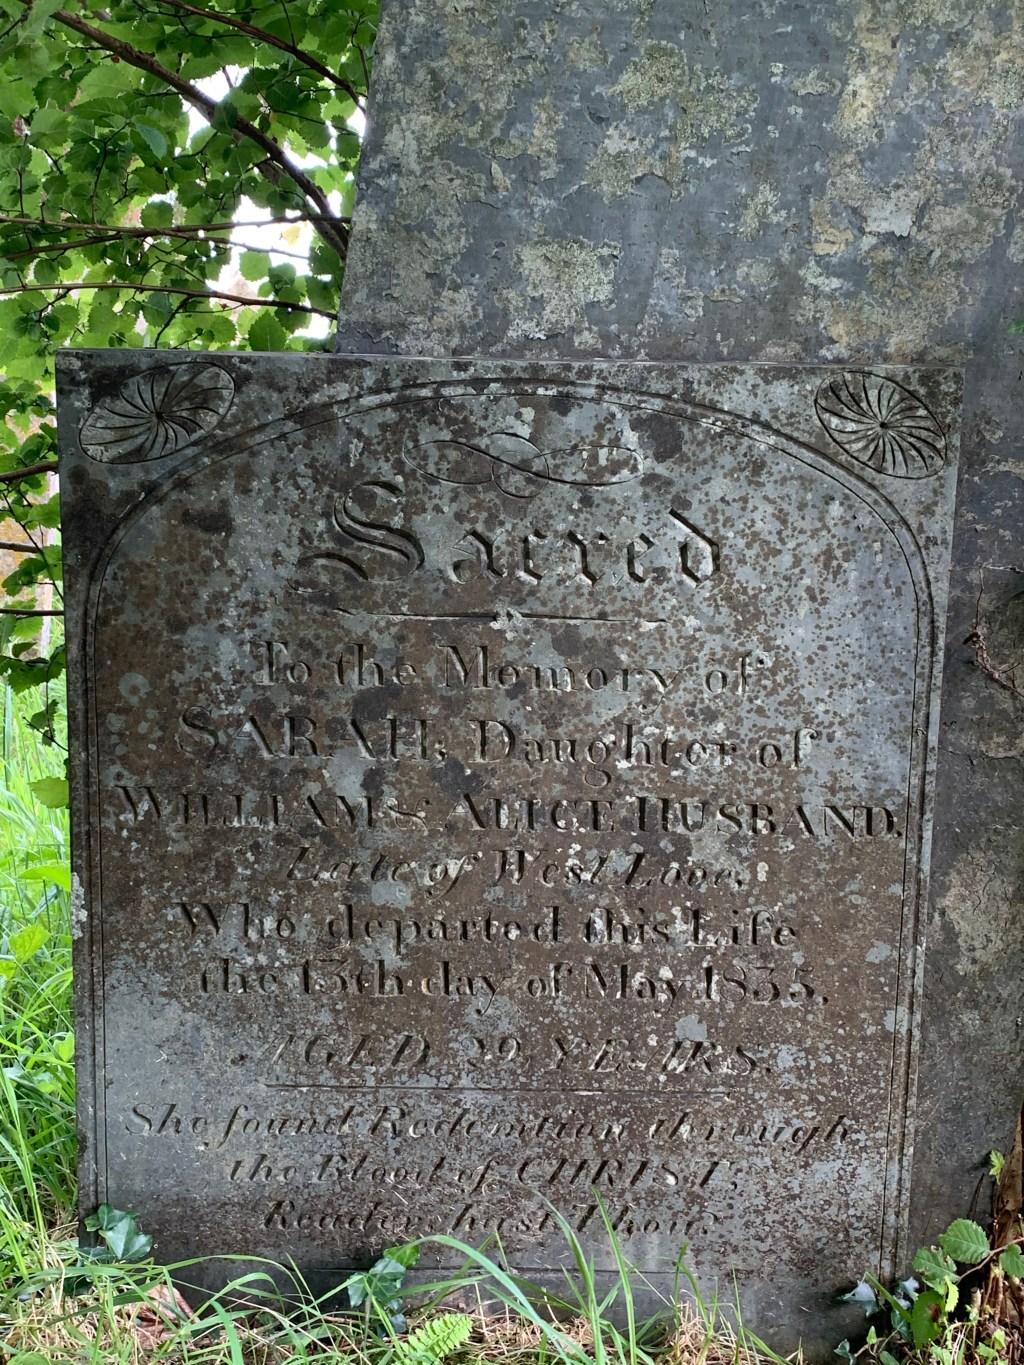 Sacred
To the Memory of
SARAH, Daughter of
WILLIAM & ALICE HUSBAND,
Late of West Looe,
Who departed this Life
the 13th day of May 1835,
AGED 29 YEARS.
She found Redemtion through
the Blood of CHRIST,
Reader, hast Thou?